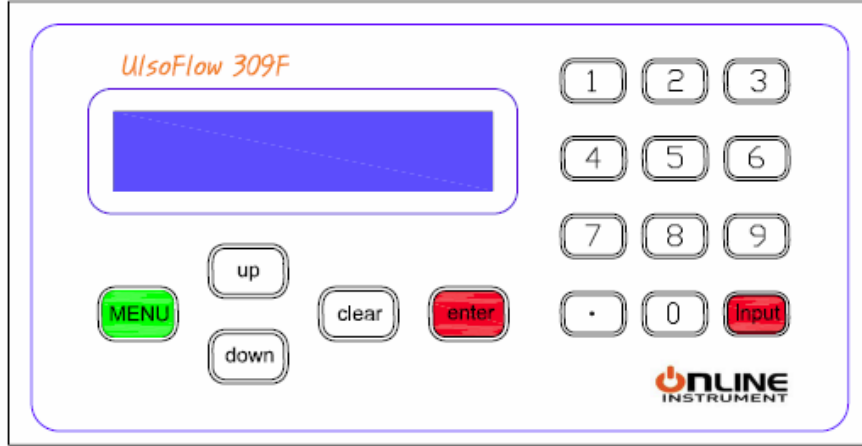 UlsoFlow 309F
1 2 3
4 5 6
7 8 9
. 0 Input
up
MENU clear enter
down
ONLINE
INSTRUMENT